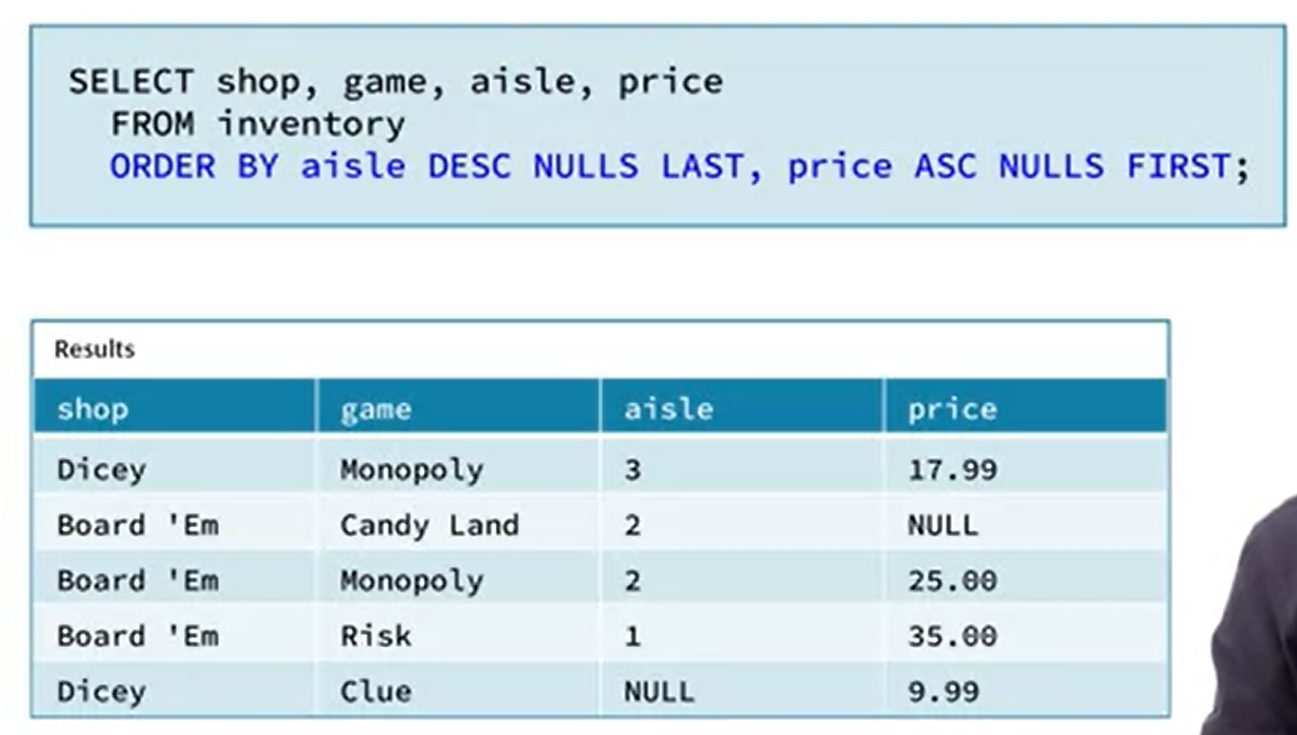 SELECT shop, game, aisle, price
FROM inventory
ORDER BY aisle DESC NULLS LAST, price ASC NULLS FIRST;
Results
shop game aisle price
Dicey Monopoly 3 17.99
Board 'Em Candy Land 2 NULL
Board 'Em Monopoly 2 25.00
Board 'Em Risk 1 35.00
Dicey Clue NULL 9.99